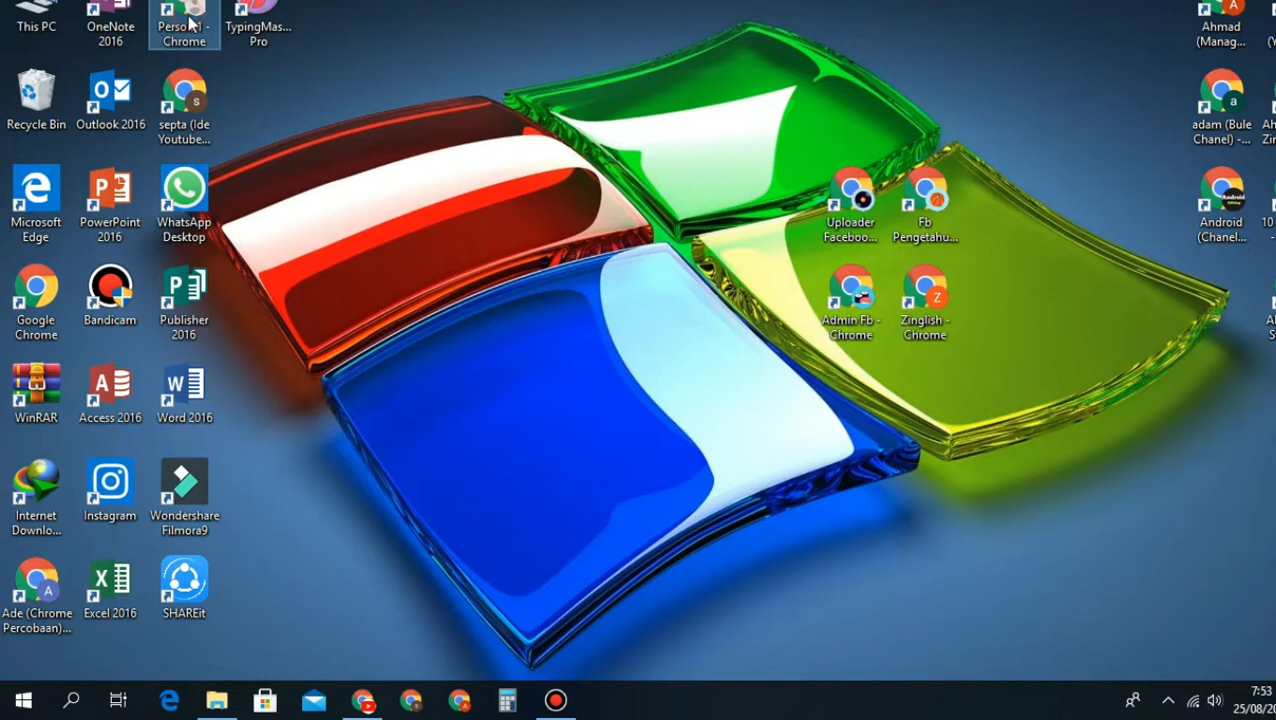 This PC
OneNote
2016
Person 1 -
Chrome
TypingMas...
Pro
Recycle Bin
Outlook 2016
septa (Ide
Youtube...
Microsoft
Edge
PowerPoint
2016
WhatsApp
Desktop
Google
Chrome
Bandicam
Publisher
2016
WinRAR
Access 2016
Word 2016
Internet
Downlo...
Instagram
Wondershare
Filmora9
Ade (Chrome
Percobaan)...
Excel 2016
SHAREit
Uploader
Faceboo...
Fb
Pengetahu...
Admin Fb -
Chrome
Zinglish -
Chrome
Ahmad
(Manag...
adam (Bule
Chanel) -...
Android
(Chanel...
10
7:53
25/08/20